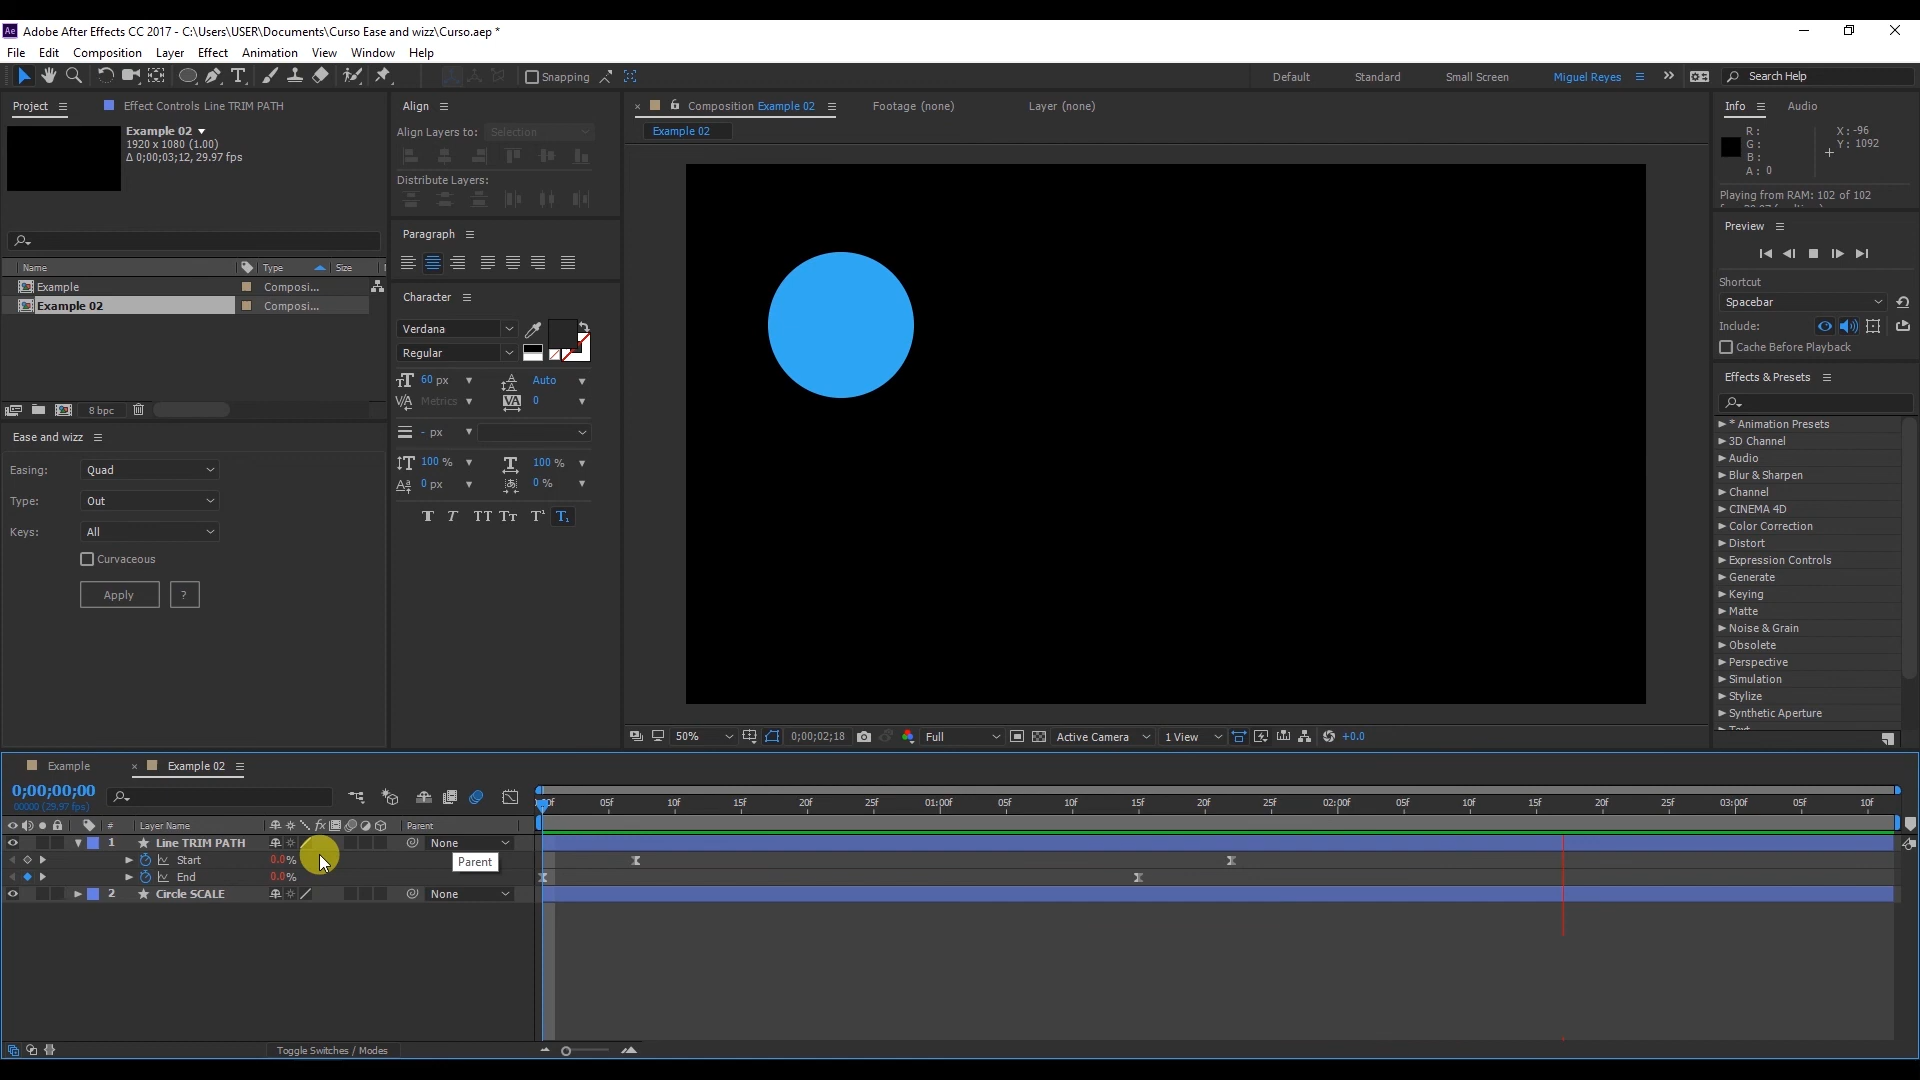 Adobe After Effects CC 2017 - C:\Users\USER\Documents\Curso Ease and wizz\Curso.aep *
File Edit Composition Layer Effect Animation View Window Help
Snapping Default Standard Small Screen Miguel Reyes Search Help
Project Effect Controls Line TRIM PATH
Example 02
1920 x 1080 (1.00)
Δ 0;00;03;12, 29.97 fps
Name Type Size
Example Composi...
Example 02 Composi...
8 bpc
Ease and wizz
Easing: Quad
Type: Out
Keys: All
Curvaceous
Apply ?
Align
Align Layers to: Selection
Distribute Layers:
Paragraph
Character
Verdana
Regular
60 px Auto
Metrics 0
- px
100 % 100 %
0 px 0 %
Composition Example 02 Footage (none) Layer (none)
Example 02
50% 0;00;02;18 Full Active Camera 1 View +0.0
Info Audio
R: X: -96
G: Y: 1092
B:
A: 0
Playing from RAM: 102 of 102
Preview
Shortcut
Spacebar
Include:
Cache Before Playback
Effects & Presets
* Animation Presets
3D Channel
Audio
Blur & Sharpen
Channel
CINEMA 4D
Color Correction
Distort
Expression Controls
Generate
Keying
Matte
Noise & Grain
Obsolete
Perspective
Simulation
Stylize
Synthetic Aperture
Example Example 02
0;00;00;00
00000 (29.97 fps)
05f 10f 15f 20f 25f 01:00f 05f 10f 15f 20f 25f 02:00f 05f 10f 15f 20f 25f 03:00f 05f 10f
# Layer Name Parent
1 Line TRIM PATH None
Start 0.0%
Parent
End 0.0%
2 Circle SCALE None
Toggle Switches / Modes